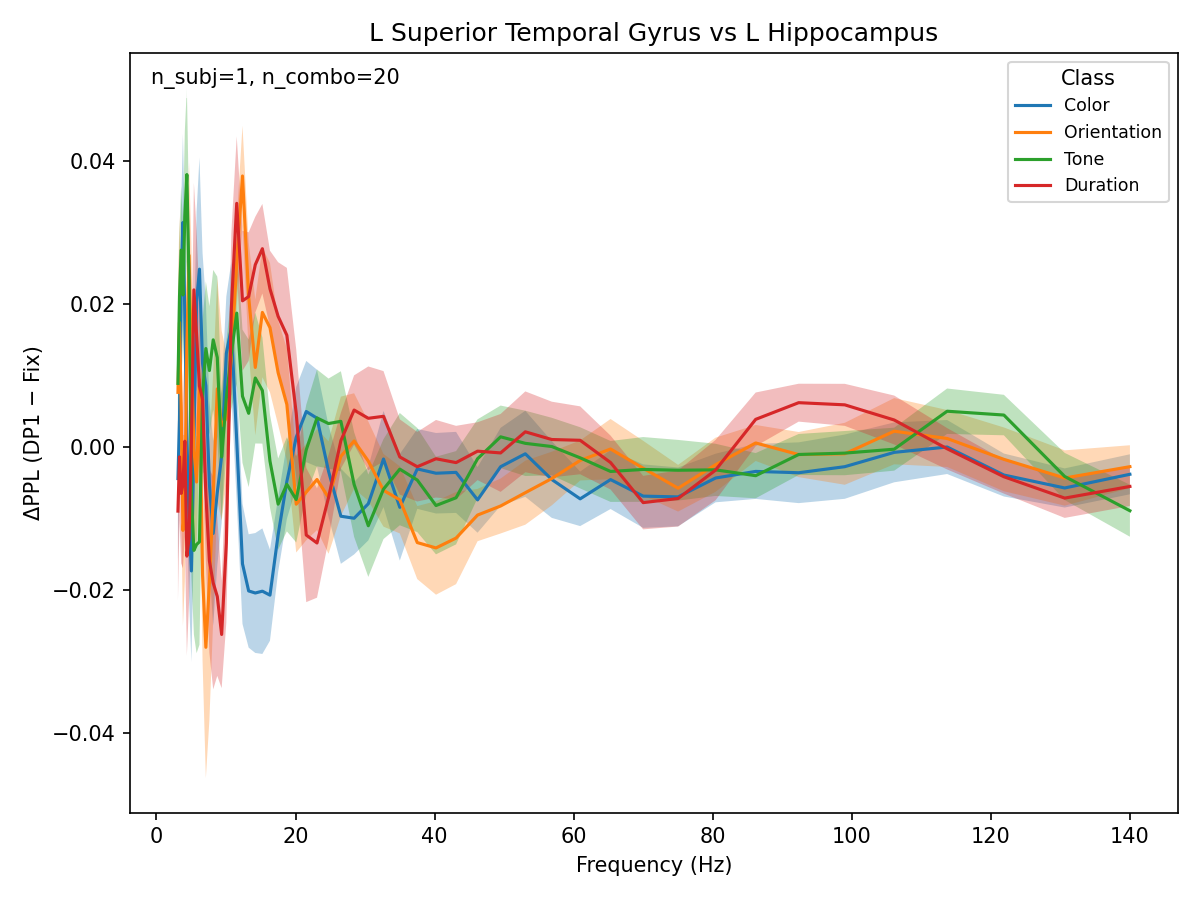 L Superior Temporal Gyrus vs L Hippocampus
n_subj=1, n_combo=20
Class
Color
Orientation
Tone
Duration
ΔPPL (DP1 − Fix)
0.04
0.02
0.00
−0.02
−0.04
0 20 40 60 80 100 120 140
Frequency (Hz)